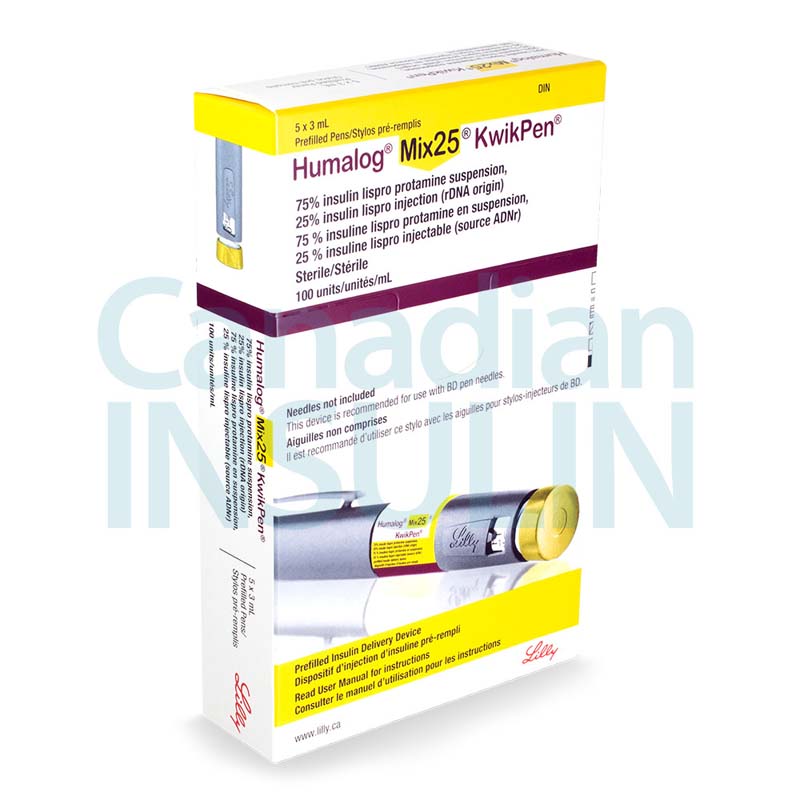 DIN
5 x 3 mL
Prefilled Pens/Stylos pré-remplis
Humalog® Mix25® KwikPen®
75% insulin lispro protamine suspension,
25% insulin lispro injection (rDNA origin)
75 % insuline lispro protamine en suspension,
25 % insuline lispro injectable (source ADNr)
Sterile/Stérile
100 units/unités/mL
Canadian
INSULIN
Needles not included
This device is recommended for use with BD pen needles.
Aiguilles non comprises
Il est recommandé d'utiliser ce stylo avec les aiguilles pour stylos-injecteurs de BD.
Humalog® Mix25®
KwikPen®
Lilly
Prefilled Insulin Delivery Device
Dispositif d'injection d'insuline pré-rempli
Read User Manual for instructions
Consulter le manuel d'utilisation pour les instructions
Lilly
www.lilly.ca
Humalog® Mix25® KwikPen®
75% insulin lispro protamine suspension,
25% insulin lispro injection (rDNA origin)
75 % insuline lispro protamine en suspension,
25 % insuline lispro injectable (source ADNr)
100 units/unités/mL
5 x 3 mL
Prefilled Pens/
Stylos pré-remplis
Lilly